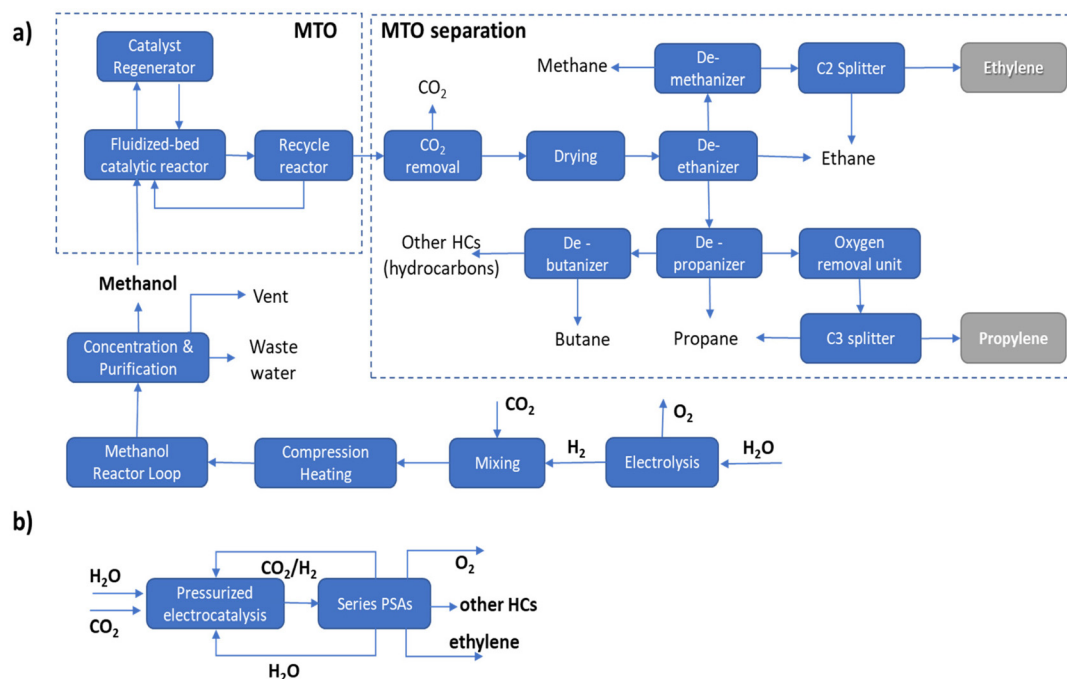 a)
MTO
Catalyst
Regenerator
Fluidized-bed
catalytic reactor
Recycle
reactor
MTO separation
Methane
De-
methanizer
C2 Splitter
Ethylene
CO₂
CO₂
removal
Drying
De-
ethanizer
Ethane
Other HCs
(hydrocarbons)
De -
butanizer
De -
propanizer
Oxygen
removal unit
Butane
Propane
C3 splitter
Propylene
Methanol
Vent
Concentration &
Purification
Waste
water
Methanol
Reactor Loop
Compression
Heating
CO₂
Mixing
H₂
O₂
Electrolysis
H₂O
b)
H₂O
CO₂
Pressurized
electrocatalysis
CO₂/H₂
Series PSAs
O₂
other HCs
ethylene
H₂O